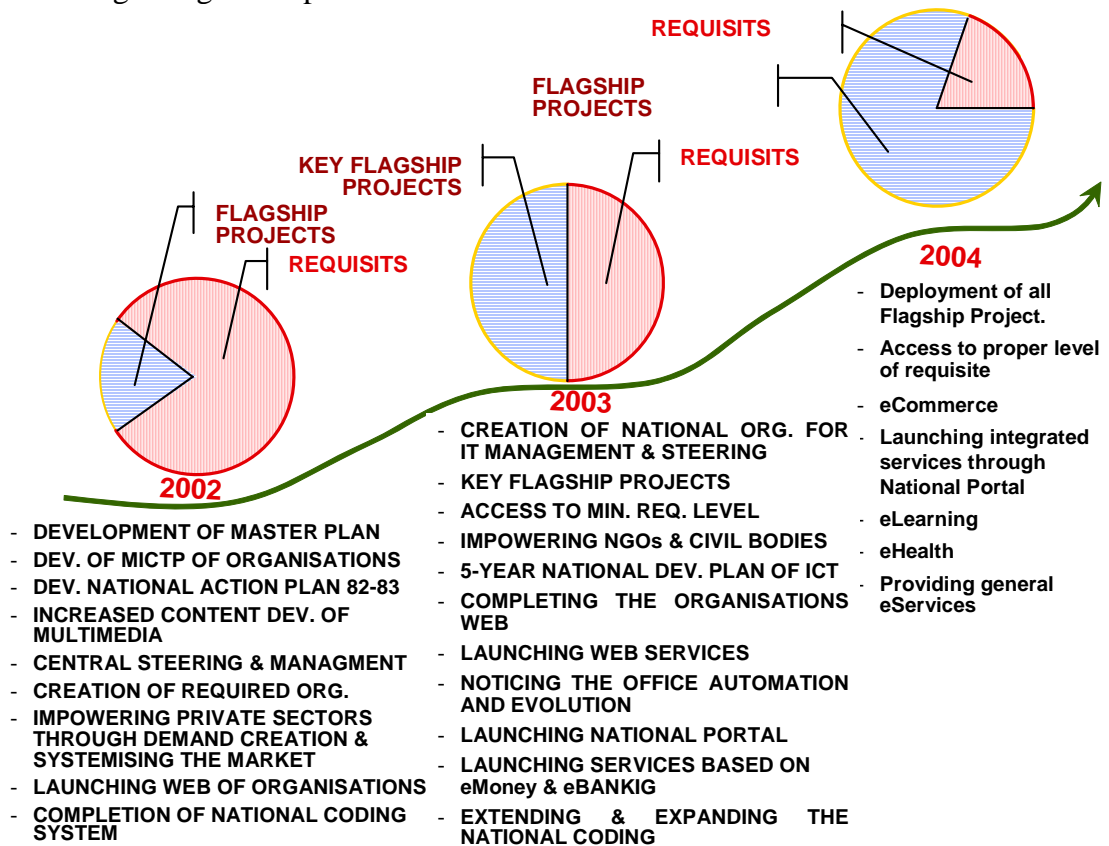 REQUISITS
FLAGSHIP
PROJECTS
KEY FLAGSHIP
PROJECTS
REQUISITS
FLAGSHIP
PROJECTS
REQUISITS
2002
- DEVELOPMENT OF MASTER PLAN
- DEV. OF MICTP OF ORGANISATIONS
- DEV. NATIONAL ACTION PLAN 82-83
- INCREASED CONTENT DEV. OF
MULTIMEDIA
- CENTRAL STEERING & MANAGMENT
- CREATION OF REQUIRED ORG.
- IMPOWERING PRIVATE SECTORS
THROUGH DEMAND CREATION &
SYSTEMISING THE MARKET
- LAUNCHING WEB OF ORGANISATIONS
- COMPLETION OF NATIONAL CODING
SYSTEM
2003
- CREATION OF NATIONAL ORG. FOR
IT MANAGEMENT & STEERING
- KEY FLAGSHIP PROJECTS
- ACCESS TO MIN. REQ. LEVEL
- IMPOWERING NGOs & CIVIL BODIES
- 5-YEAR NATIONAL DEV. PLAN OF ICT
- COMPLETING THE ORGANISATIONS
WEB
- LAUNCHING WEB SERVICES
- NOTICING THE OFFICE AUTOMATION
AND EVOLUTION
- LAUNCHING NATIONAL PORTAL
- LAUNCHING SERVICES BASED ON
eMoney & eBANKIG
- EXTENDING & EXPANDING THE
NATIONAL CODING
2004
- Deployment of all
Flagship Project.
- Access to proper level
of requisite
- eCommerce
- Launching integrated
services through
National Portal
- eLearning
- eHealth
- Providing general
eServices